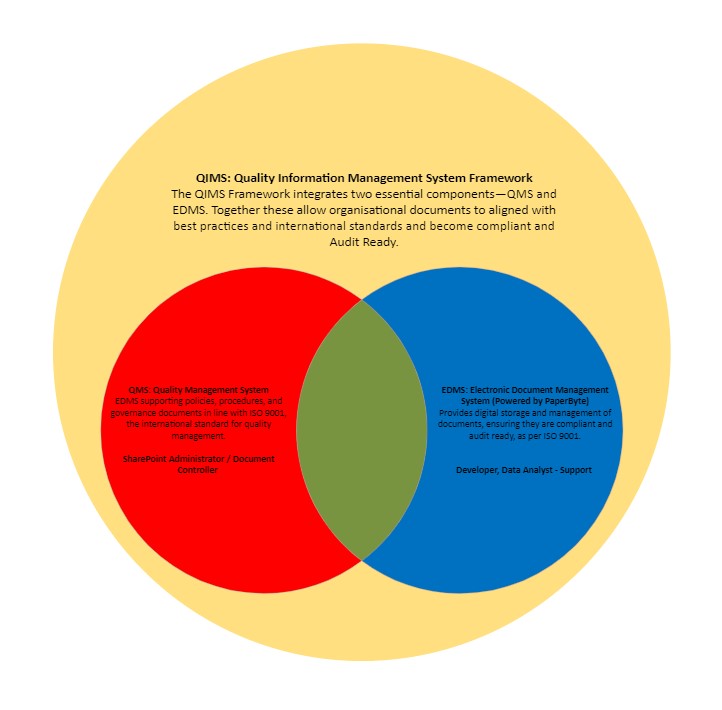 QIMS: Quality Information Management System Framework
The QIMS Framework integrates two essential components—QMS and
EDMS. Together these allow organisational documents to aligned with
best practices and international standards and become compliant and
Audit Ready.
QMS: Quality Management System
EDMS supporting policies, procedures, and
governance documents in line with ISO 9001,
the international standard for quality
management.
SharePoint Administrator / Document
Controller
EDMS: Electronic Document Management
System (Powered by PaperByte)
Provides digital storage and management of
documents, ensuring they are compliant and
audit ready, as per ISO 9001.
Developer, Data Analyst - Support